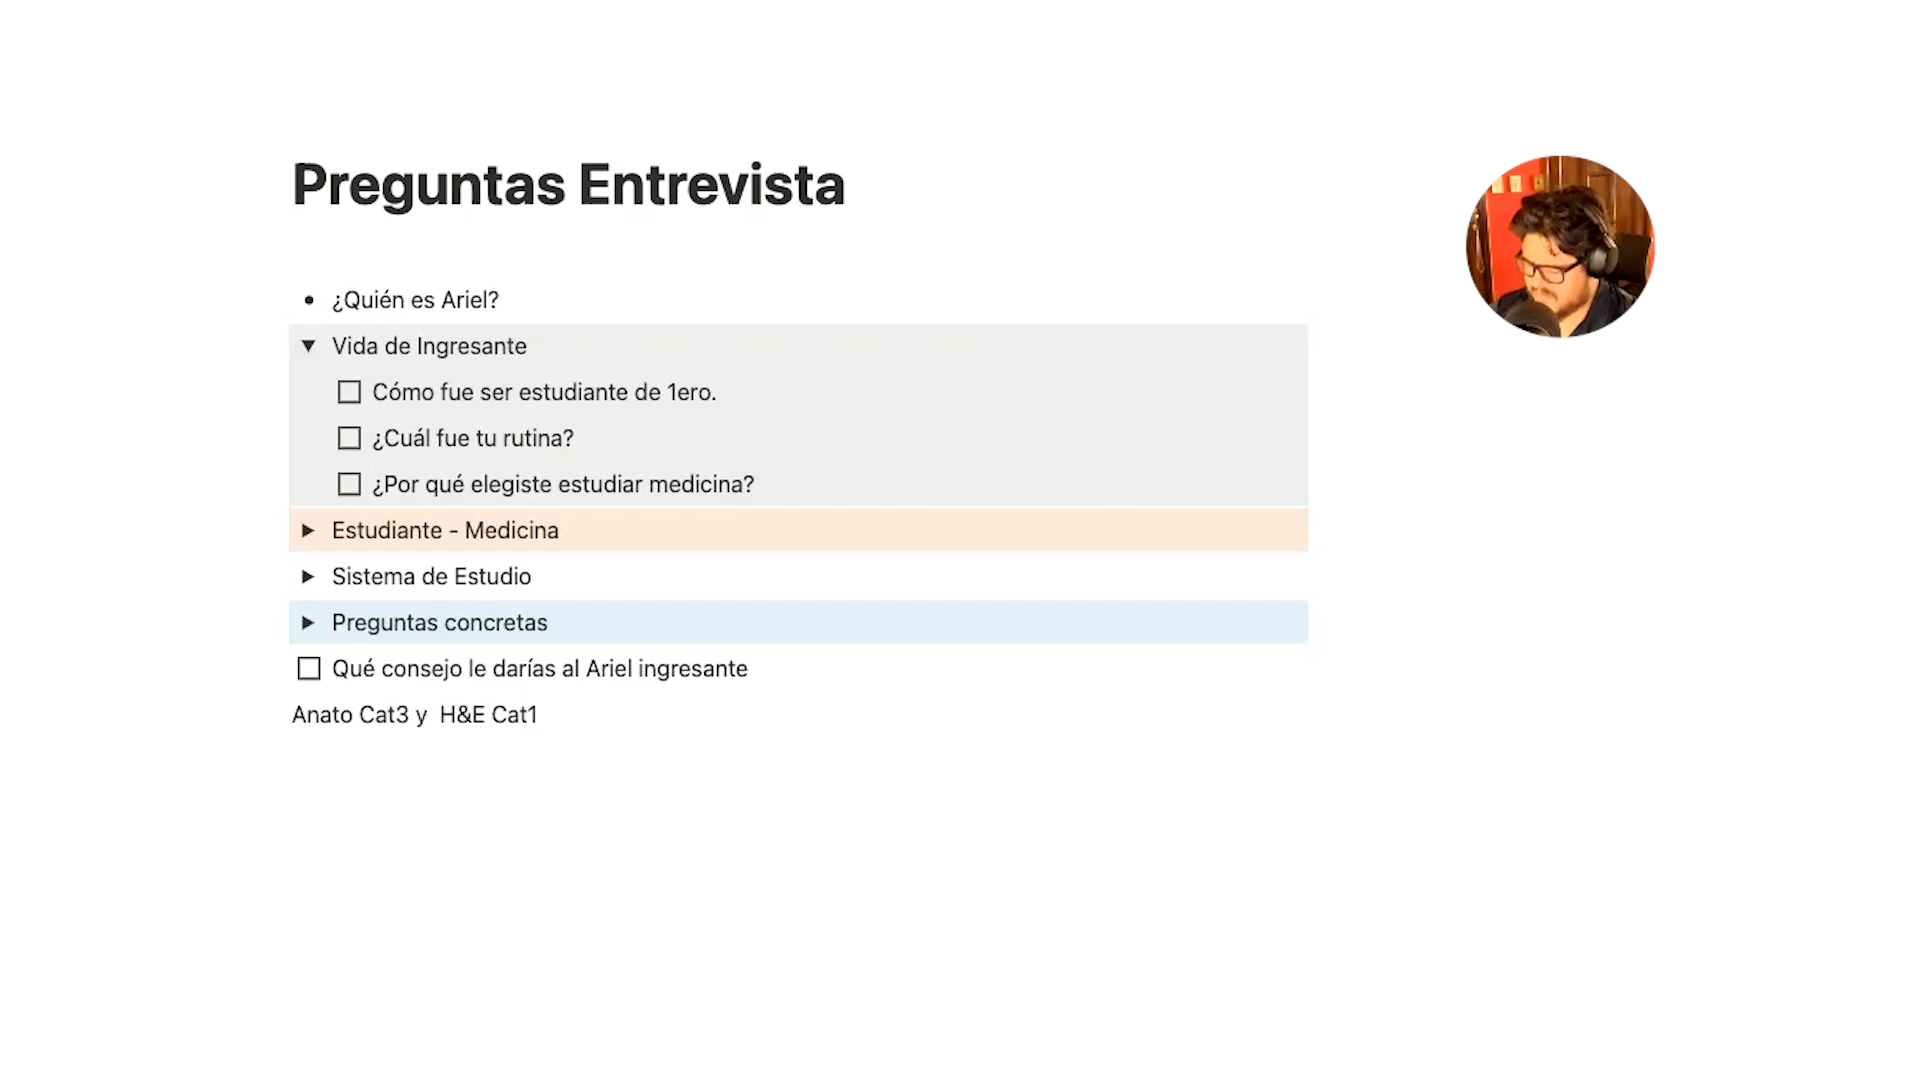 Preguntas Entrevista
¿Quién es Ariel?
Vida de Ingresante
Cómo fue ser estudiante de 1ero.
¿Cuál fue tu rutina?
¿Por qué elegiste estudiar medicina?
Estudiante - Medicina
Sistema de Estudio
Preguntas concretas
Qué consejo le darías al Ariel ingresante
Anato Cat3 y  H&E Cat1